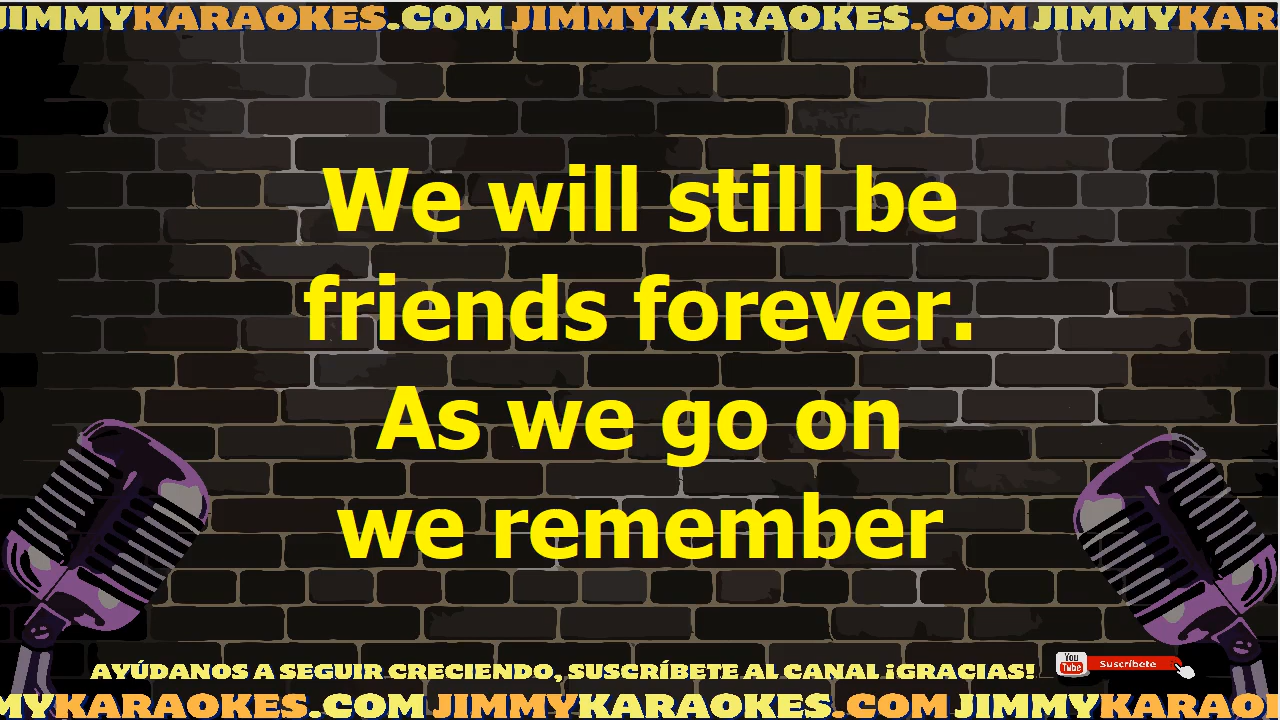 JIMMYKARAOKES.COM JIMMYKARAOKES.COM JIMMYKAR
We will still be
friends forever.
As we go on
we remember
AYÚDANOS A SEGUIR CRECIENDO, SUSCRÍBETE AL CANAL ¡GRACIAS!
You Tube Suscríbete
MYKARAOKES.COM JIMMYKARAOKES.COM JIMMYKARAO